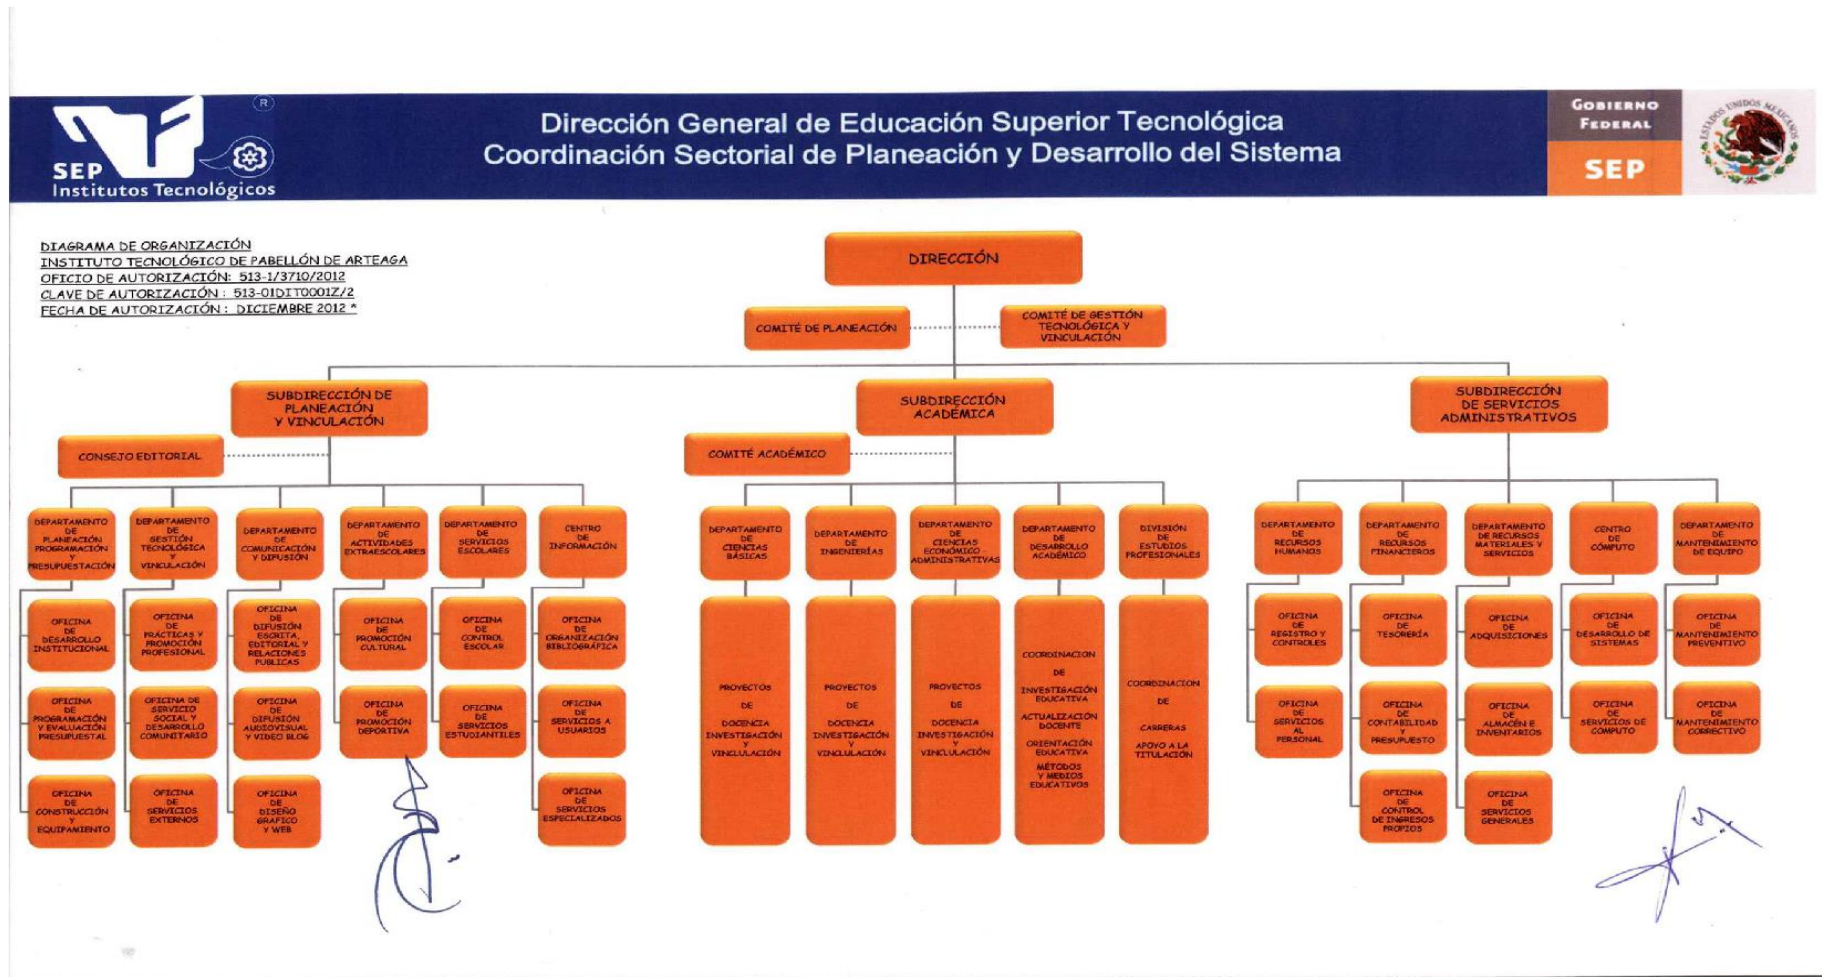 SEP
Institutos Tecnológicos
®
Dirección General de Educación Superior Tecnológica
Coordinación Sectorial de Planeación y Desarrollo del Sistema
GOBIERNO
FEDERAL
SEP
ESTADOS UNIDOS MEXICANOS
DIAGRAMA DE ORGANIZACIÓN
INSTITUTO TECNOLÓGICO DE PABELLÓN DE ARTEAGA
OFICIO DE AUTORIZACIÓN: 513-1/3710/2012
CLAVE DE AUTORIZACIÓN : 513-01DIT0001Z/2
FECHA DE AUTORIZACIÓN : DICIEMBRE 2012 *
DIRECCIÓN
COMITÉ DE PLANEACIÓN
COMITÉ DE GESTIÓN
TECNOLÓGICA Y
VINCULACIÓN
SUBDIRECCIÓN DE
PLANEACIÓN
Y VINCULACIÓN
SUBDIRECCIÓN
ACADÉMICA
SUBDIRECCIÓN
DE SERVICIOS
ADMINISTRATIVOS
CONSEJO EDITORIAL
COMITÉ ACADÉMICO
DEPARTAMENTO
DE
PLANEACIÓN
PROGRAMACIÓN
Y
PRESUPUESTACIÓN
DEPARTAMENTO
DE
GESTIÓN
TECNOLÓGICA
Y
VINCULACIÓN
DEPARTAMENTO
DE
COMUNICACIÓN
Y DIFUSIÓN
DEPARTAMENTO
DE
ACTIVIDADES
EXTRAESCOLARES
DEPARTAMENTO
DE
SERVICIOS
ESCOLARES
CENTRO
DE
INFORMACIÓN
DEPARTAMENTO
DE
CIENCIAS
BÁSICAS
DEPARTAMENTO
DE
INGENIERÍAS
DEPARTAMENTO
DE
CIENCIAS
ECONÓMICO
ADMINISTRATIVAS
DEPARTAMENTO
DE
DESARROLLO
ACADÉMICO
DIVISIÓN
DE
ESTUDIOS
PROFESIONALES
DEPARTAMENTO
DE
RECURSOS
HUMANOS
DEPARTAMENTO
DE
RECURSOS
FINANCIEROS
DEPARTAMENTO
DE RECURSOS
MATERIALES Y
SERVICIOS
CENTRO
DE
CÓMPUTO
DEPARTAMENTO
DE
MANTENIMIENTO
DE EQUIPO
OFICINA
DE
DESARROLLO
INSTITUCIONAL
OFICINA
DE
PRÁCTICAS Y
PROMOCIÓN
PROFESIONAL
OFICINA
DE
DIFUSIÓN
ESCRITA,
EDITORIAL Y
RELACIONES
PUBLICAS
OFICINA
DE
PROMOCIÓN
CULTURAL
OFICINA
DE
CONTROL
ESCOLAR
OFICINA
DE
ORGANIZACIÓN
BIBLIOGRÁFICA
OFICINA
DE
PROGRAMACIÓN
Y EVALUACIÓN
PRESUPUESTAL
OFICINA DE
SERVICIO
SOCIAL Y
DESARROLLO
COMUNITARIO
OFICINA
DE
DIFUSIÓN
AUDIOVISUAL
Y VIDEO BLOG
OFICINA
DE
PROMOCIÓN
DEPORTIVA
OFICINA
DE
SERVICIOS
ESTUDIANTILES
OFICINA
DE
SERVICIOS A
USUARIOS
OFICINA
DE
CONSTRUCCIÓN
Y
EQUIPAMIENTO
OFICINA
DE
SERVICIOS
EXTERNOS
OFICINA
DE
DISEÑO
GRAFICO
Y WEB
OFICINA
DE
SERVICIOS
ESPECIALIZADOS
PROYECTOS
DE
DOCENCIA
INVESTIGACIÓN
Y
VINCLULACIÓN
PROYECTOS
DE
DOCENCIA
INVESTIGACIÓN
Y
VINCLULACIÓN
PROYECTOS
DE
DOCENCIA
INVESTIGACIÓN
Y
VINCLULACIÓN
COORDINACION
DE
INVESTIGACIÓN
EDUCATIVA
ACTUALIZACIÓN
DOCENTE
ORIENTACIÓN
EDUCATIVA
MÉTODOS
Y MEDIOS
EDUCATIVOS
COORDINACION
DE
CARRERAS
APOYO A LA
TITULACIÓN
OFICINA
DE
REGISTRO Y
CONTROLES
OFICINA
DE
TESORERÍA
OFICINA
DE
ADQUISICIONES
OFICINA
DE
DESARROLLO DE
SISTEMAS
OFICINA
DE
MANTENIMIENTO
PREVENTIVO
OFICINA
DE
SERVICIOS
AL
PERSONAL
OFICINA
DE
CONTABILIDAD
Y
PRESUPUESTO
OFICINA
DE
ALMACÉN E
INVENTARIOS
OFICINA
DE
SERVICIOS DE
CÓMPUTO
OFICINA
DE
MANTENIMIENTO
CORRECTIVO
OFICINA
DE
CONTROL
DE INGRESOS
PROPIOS
OFICINA
DE
SERVICIOS
GENERALES